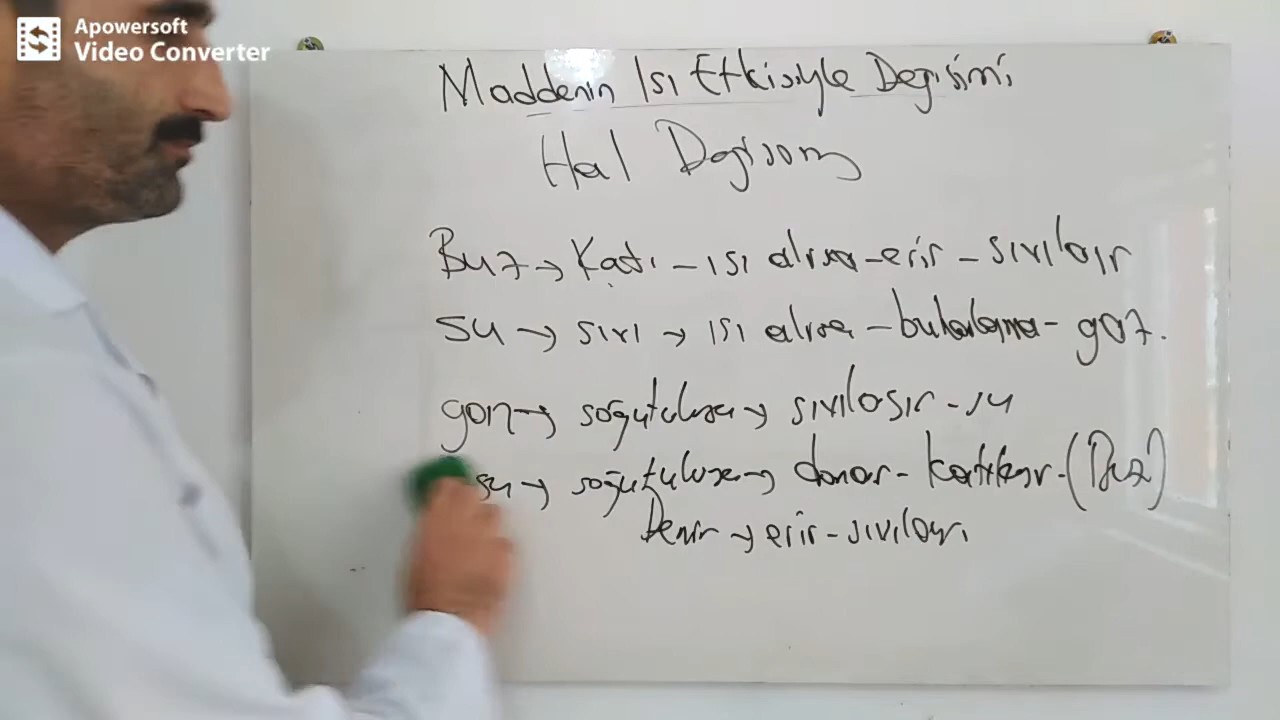 Apowersoft
Video Converter
Maddenin Isı Etkisiyle Değişimi
Hal Değişimi
Buz → Katı - ısı alırsa - erir - sıvılaşır
su → sıvı → ısı alırsa - buharlaşma - gaz.
gaz → soğutulursa → sıvılaşır - su
su → soğutulursa → donar - katılaşır - (Buz)
Demir → erir - sıvılaşır